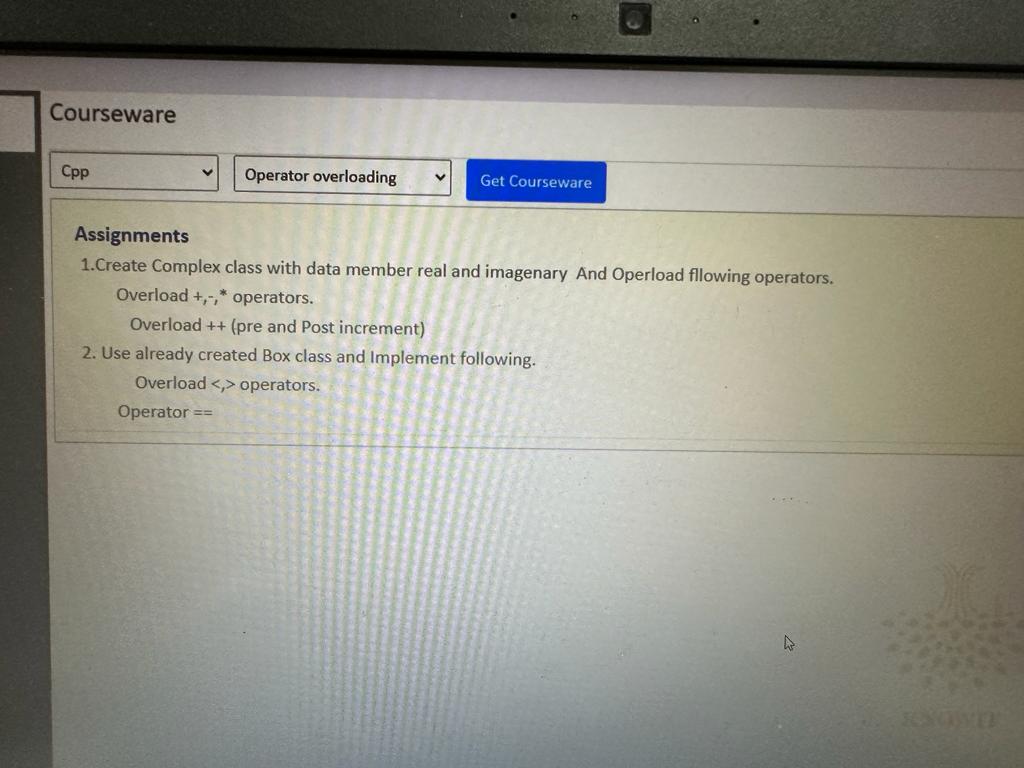 Courseware
Cpp Operator overloading Get Courseware
Assignments
1.Create Complex class with data member real and imagenary And Operload fllowing operators.
Overload +,-,* operators.
Overload ++ (pre and Post increment)
2. Use already created Box class and Implement following.
Overload <,> operators.
Operator ==
KNOWIT